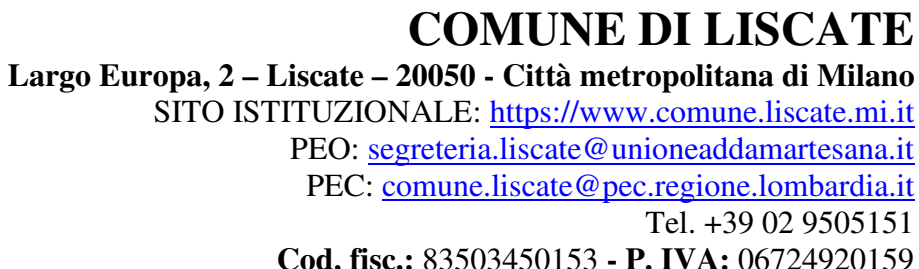 COMUNE DI LISCATE
Largo Europa, 2 – Liscate – 20050 - Città metropolitana di Milano
SITO ISTITUZIONALE: https://www.comune.liscate.mi.it
PEO: segreteria.liscate@unioneaddamartesana.it
PEC: comune.liscate@pec.regione.lombardia.it
Tel. +39 02 9505151
Cod. fisc.: 83503450153 - P. IVA: 06724920159